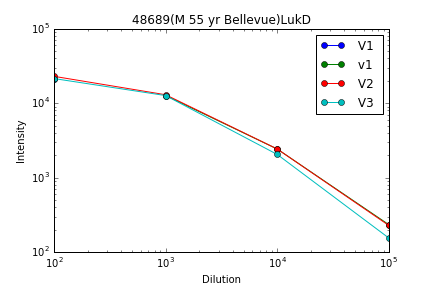 48689(M 55 yr Bellevue)LukD
10^5
10^4
10^3
10^2
Intensity
10^2 10^3 10^4 10^5
Dilution
V1
v1
V2
V3